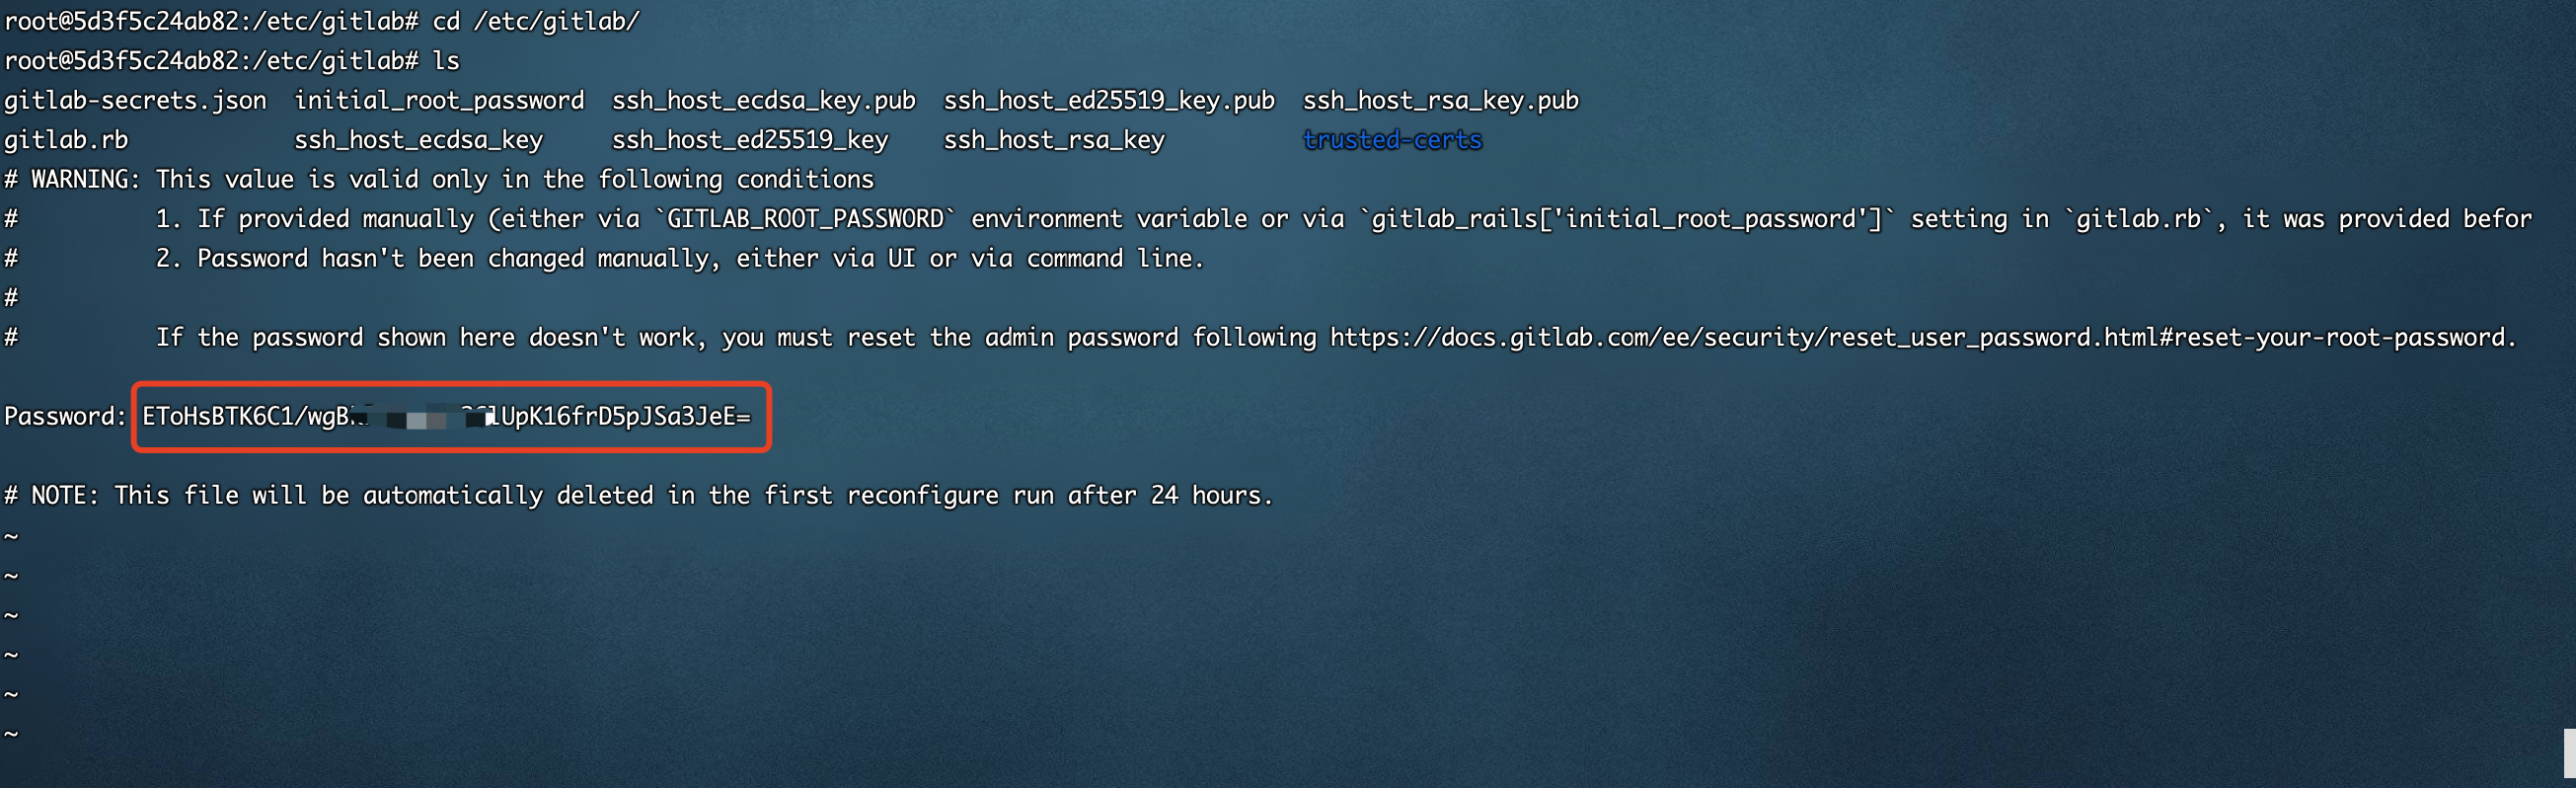 root@5d3f5c24ab82:/etc/gitlab# cd /etc/gitlab/
root@5d3f5c24ab82:/etc/gitlab# ls
gitlab-secrets.json  initial_root_password  ssh_host_ecdsa_key.pub  ssh_host_ed25519_key.pub  ssh_host_rsa_key.pub
gitlab.rb            ssh_host_ecdsa_key     ssh_host_ed25519_key    ssh_host_rsa_key          trusted-certs
# WARNING: This value is valid only in the following conditions
#          1. If provided manually (either via `GITLAB_ROOT_PASSWORD` environment variable or via `gitlab_rails['initial_root_password']` setting in `gitlab.rb`, it was provided befor
#          2. Password hasn't been changed manually, either via UI or via command line.
#
#          If the password shown here doesn't work, you must reset the admin password following https://docs.gitlab.com/ee/security/reset_user_password.html#reset-your-root-password.
Password:
# NOTE: This file will be automatically deleted in the first reconfigure run after 24 hours.
~
~
~
~
~
~